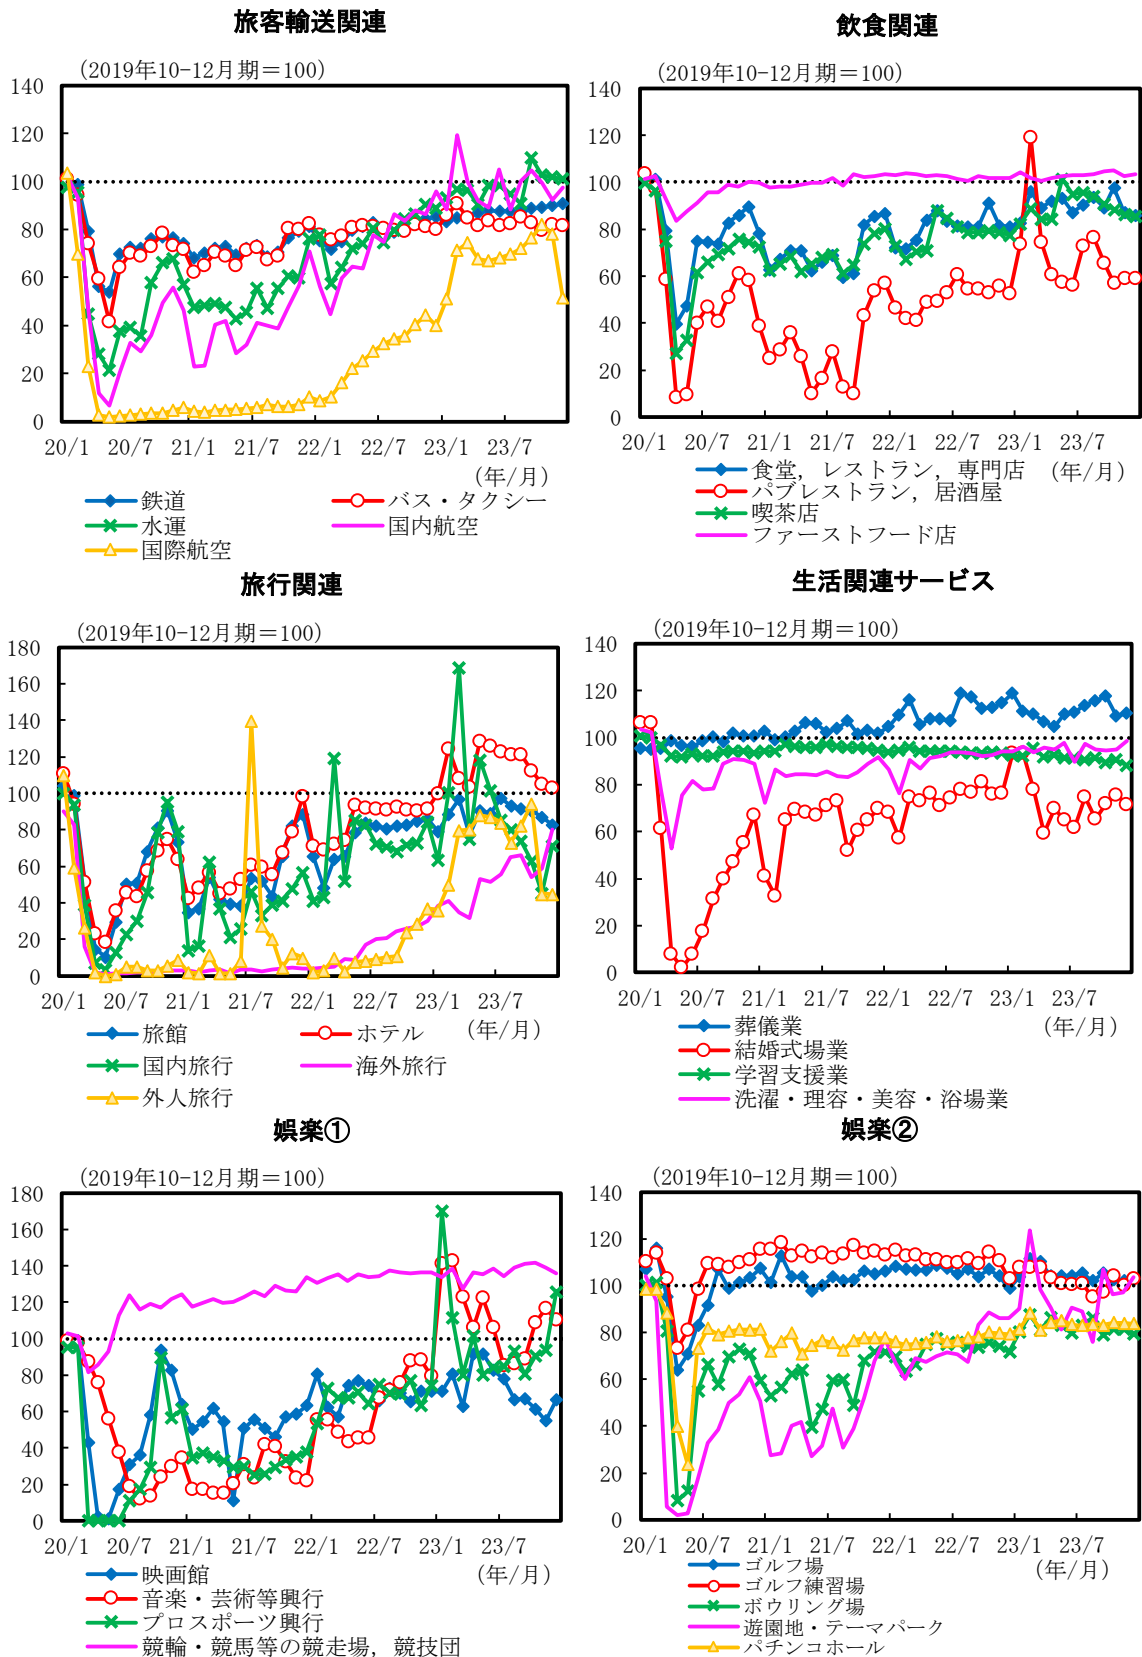 旅客輸送関連
(2019年10-12月期＝100)
140
120
100
80
60
40
20
0
20/1 20/7 21/1 21/7 22/1 22/7 23/1 23/7
(年/月)
鉄道 バス・タクシー
水運 国内航空
国際航空
飲食関連
(2019年10-12月期＝100)
140
120
100
80
60
40
20
0
20/1 20/7 21/1 21/7 22/1 22/7 23/1 23/7
(年/月)
食堂，レストラン，専門店
パブレストラン，居酒屋
喫茶店
ファーストフード店
旅行関連
(2019年10-12月期＝100)
180
160
140
120
100
80
60
40
20
0
20/1 20/7 21/1 21/7 22/1 22/7 23/1 23/7
(年/月)
旅館 ホテル
国内旅行 海外旅行
外人旅行
生活関連サービス
(2019年10-12月期＝100)
140
120
100
80
60
40
20
0
20/1 20/7 21/1 21/7 22/1 22/7 23/1 23/7
(年/月)
葬儀業
結婚式場業
学習支援業
洗濯・理容・美容・浴場業
娯楽①
(2019年10-12月期＝100)
180
160
140
120
100
80
60
40
20
0
20/1 20/7 21/1 21/7 22/1 22/7 23/1 23/7
(年/月)
映画館
音楽・芸術等興行
プロスポーツ興行
競輪・競馬等の競走場，競技団
娯楽②
(2019年10-12月期＝100)
140
120
100
80
60
40
20
0
20/1 20/7 21/1 21/7 22/1 22/7 23/1 23/7
(年/月)
ゴルフ場
ゴルフ練習場
ボウリング場
遊園地・テーマパーク
パチンコホール